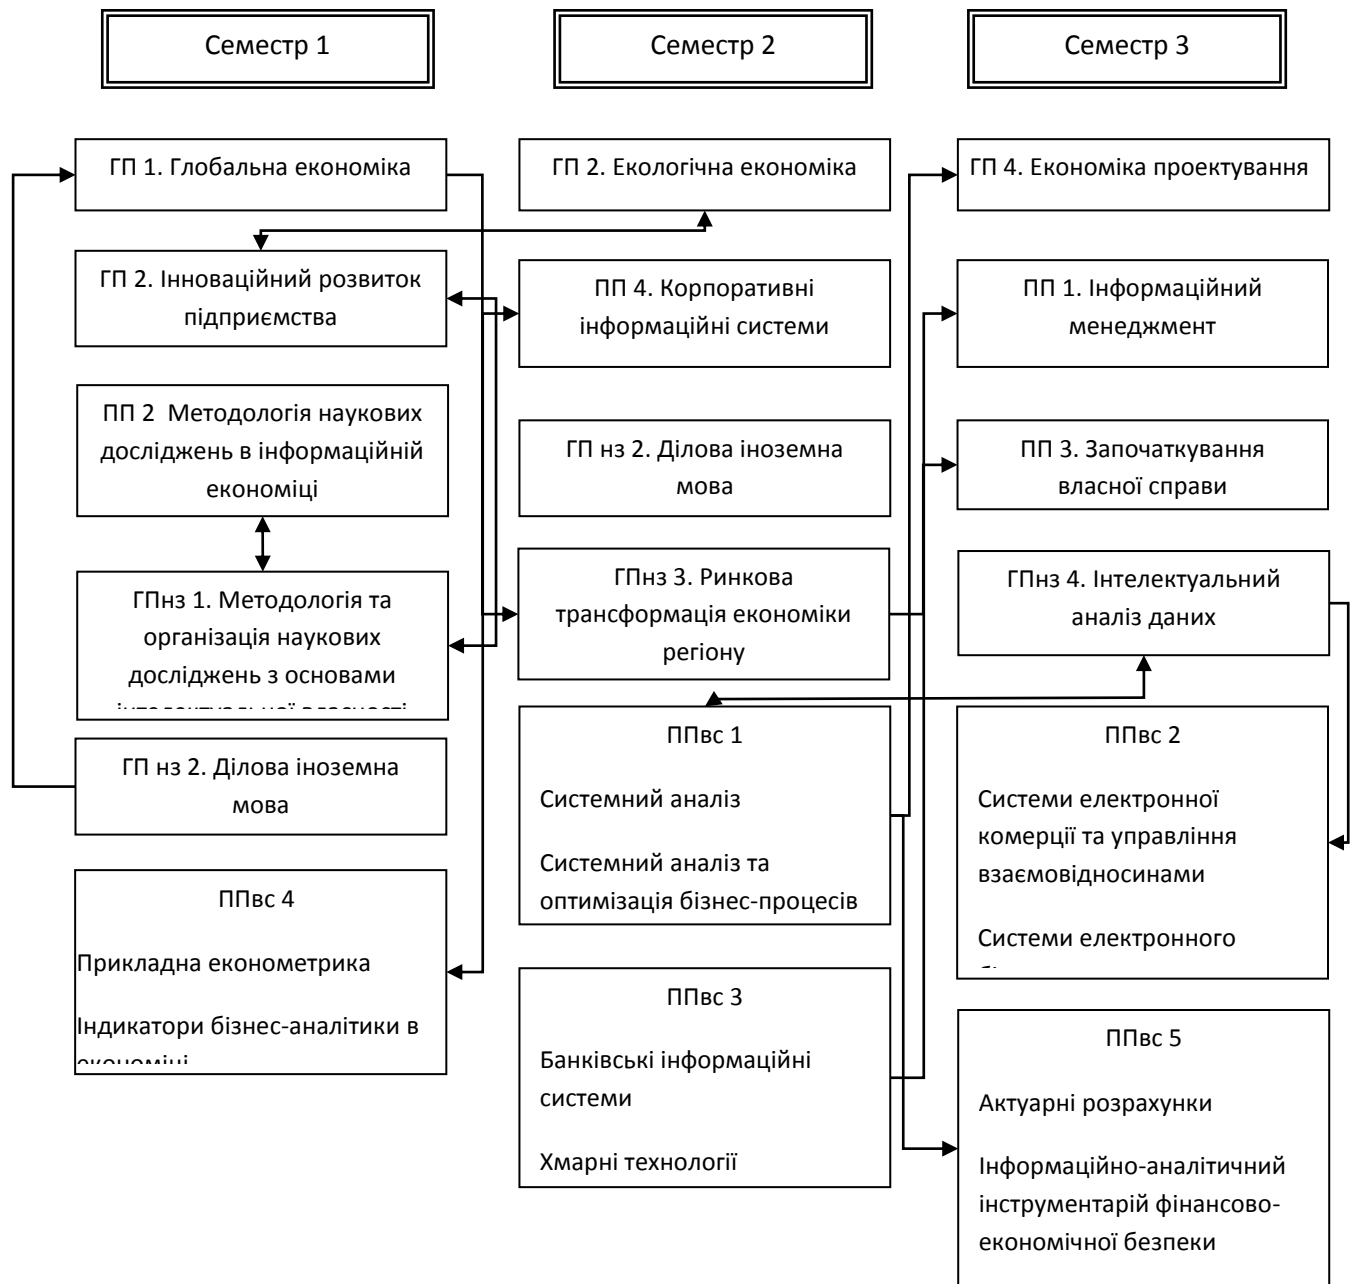 Семестр 1
Семестр 2
Семестр 3
ГП 1. Глобальна економіка
ГП 2. Екологічна економіка
ГП 4. Економіка проектування
ГП 2. Інноваційний розвиток
підприємства
ПП 4. Корпоративні
інформаційні системи
ПП 1. Інформаційний
менеджмент
ПП 2 Методологія наукових
досліджень в інформаційній
економіці
ГП нз 2. Ділова іноземна
мова
ПП 3. Започаткування
власної справи
ГПнз 1. Методологія та
організація наукових
досліджень з основами
інтелектуальної власності
ГПнз 3. Ринкова
трансформація економіки
регіону
ГПнз 4. Інтелектуальний
аналіз даних
ГП нз 2. Ділова іноземна
мова
ППвс 1
Системний аналіз
Системний аналіз та
оптимізація бізнес-процесів
ППвс 2
Системи електронної
комерції та управління
взаємовідносинами
Системи електронного
ППвс 4
Прикладна економетрика
Індикатори бізнес-аналітики в
економіці
ППвс 3
Банківські інформаційні
системи
Хмарні технології
ППвс 5
Актуарні розрахунки
Інформаційно-аналітичний
інструментарій фінансово-
економічної безпеки